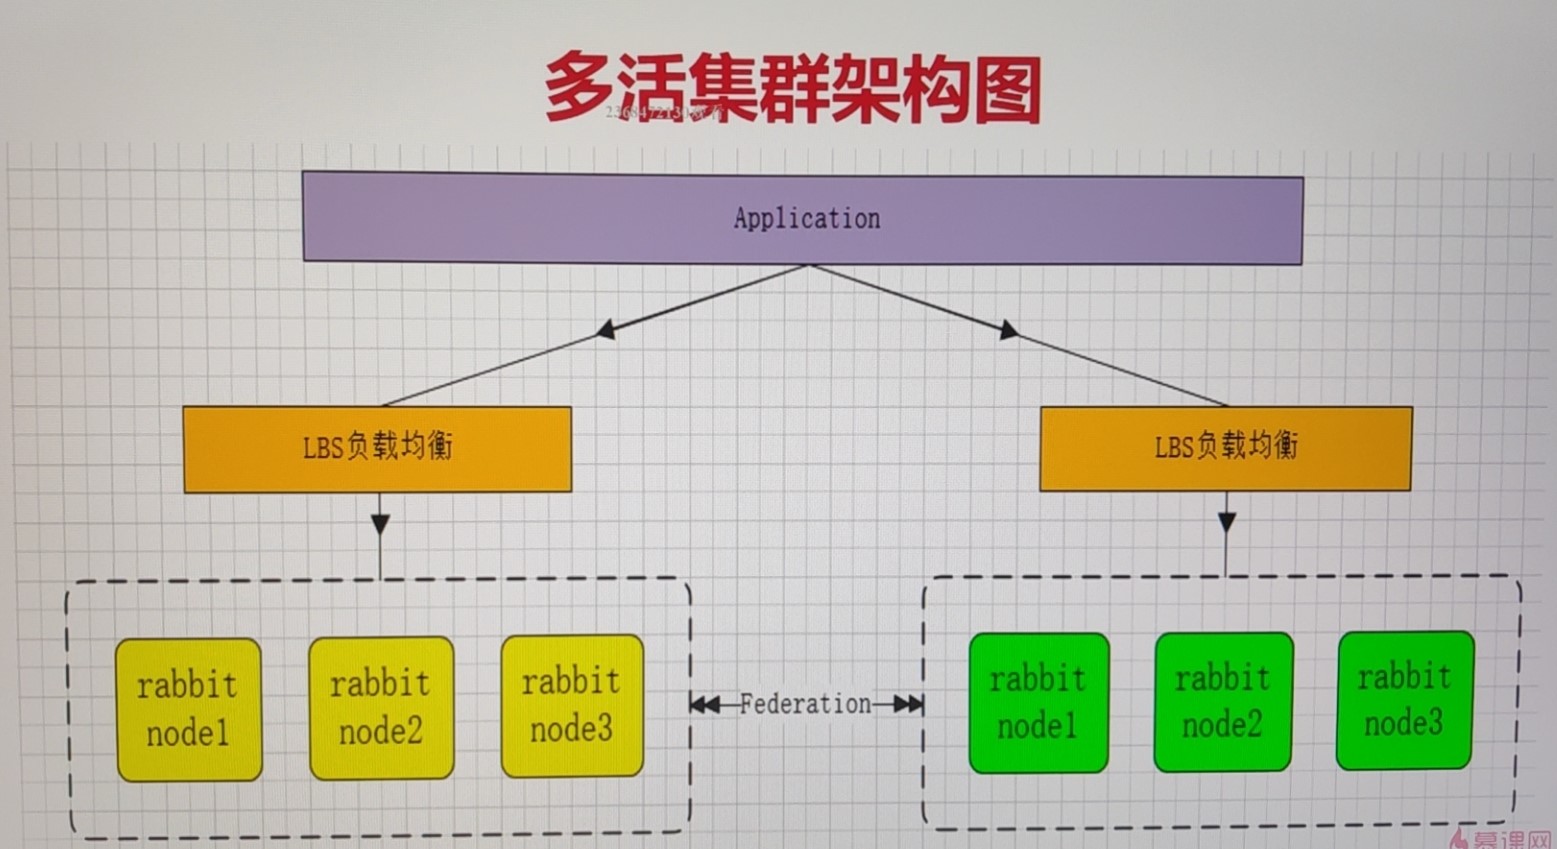 多活集群架构图
Application
LBS负载均衡
LBS负载均衡
rabbit
node1
rabbit
node2
rabbit
node3
Federation
rabbit
node1
rabbit
node2
rabbit
node3
慕课网